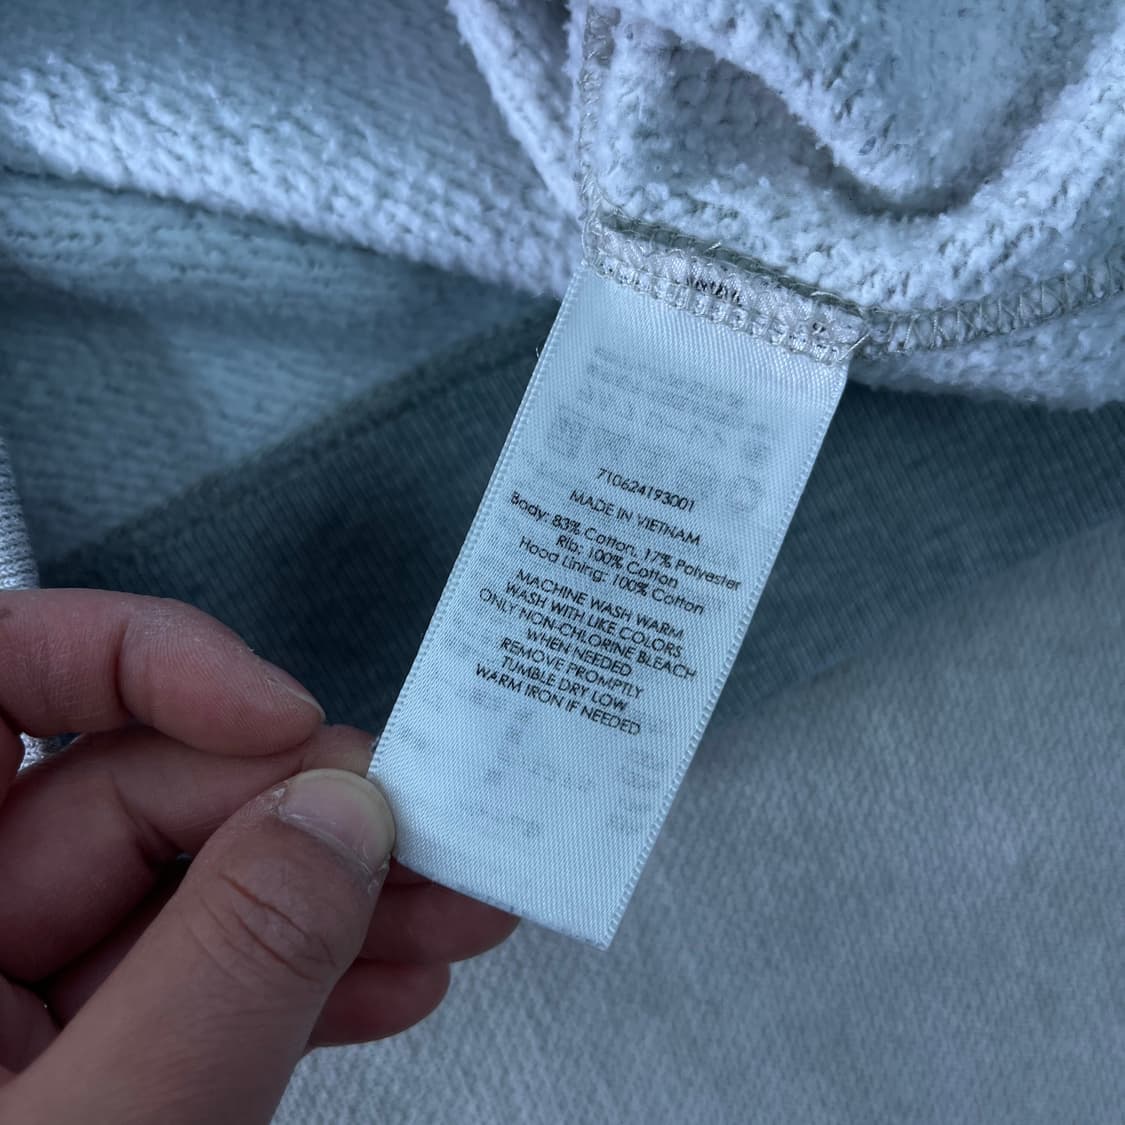 710624193001
MADE IN VIETNAM
Body: 83% Cotton, 17% Polyester
Rib: 100% Cotton
Hood Lining: 100% Cotton
MACHINE WASH WARM
WASH WITH LIKE COLORS
ONLY NON-CHLORINE BLEACH
WHEN NEEDED
REMOVE PROMPTLY
TUMBLE DRY LOW
WARM IRON IF NEEDED